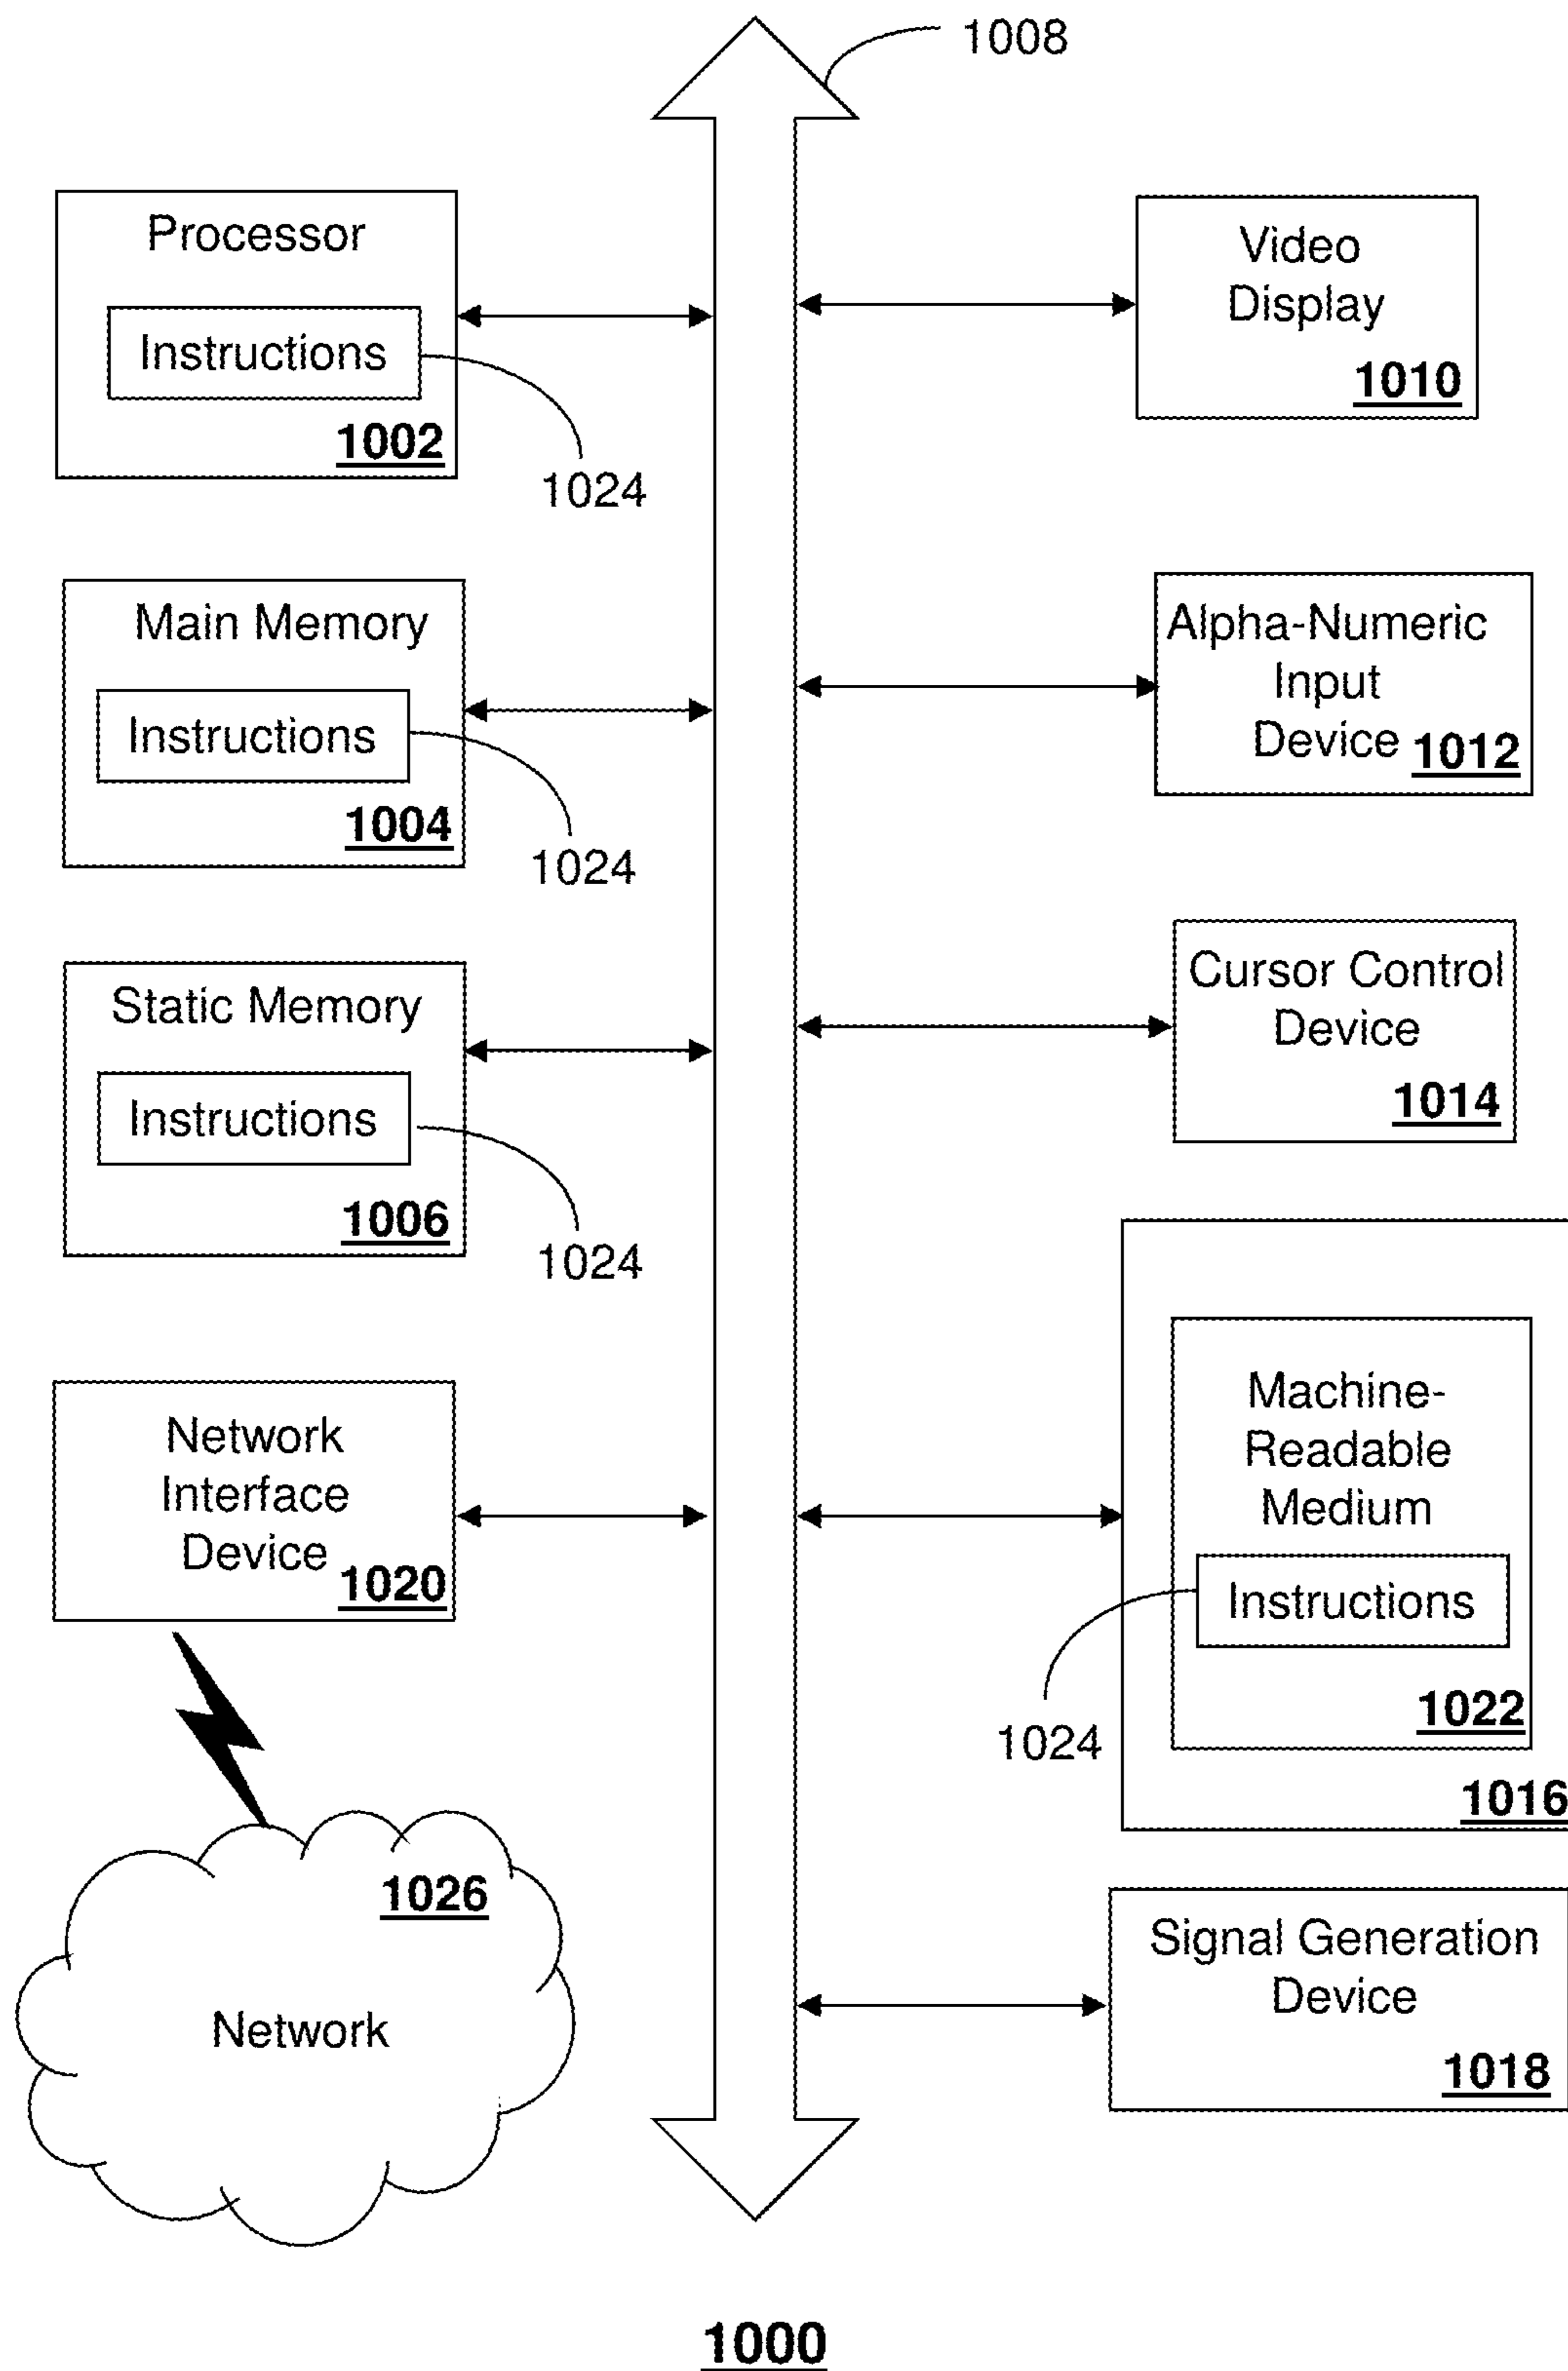 1008
Processor
Instructions
1002
1024
Main Memory
Instructions
1004
1024
Static Memory
Instructions
1006
1024
Network
Interface
Device
1020
1026
Network
Video
Display
1010
Alpha-Numeric
Input
Device 1012
Cursor Control
Device
1014
Machine-
Readable
Medium
Instructions
1022
1024
1016
Signal Generation
Device
1018
1000